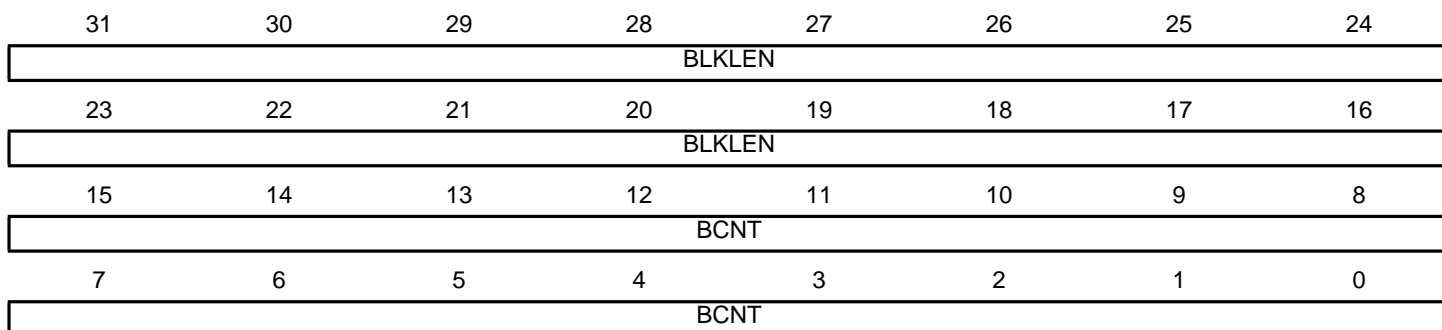 31 30 29 28 27 26 25 24
BLKLEN
23 22 21 20 19 18 17 16
BLKLEN
15 14 13 12 11 10 9 8
BCNT
7 6 5 4 3 2 1 0
BCNT